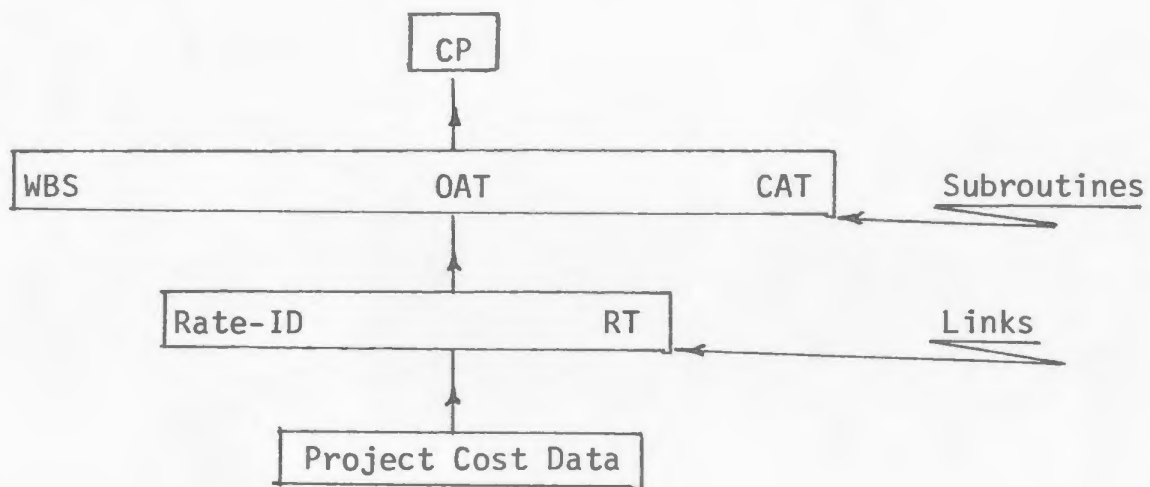 CP
WBS OAT CAT
Subroutines
Rate-ID RT
Links
Project Cost Data